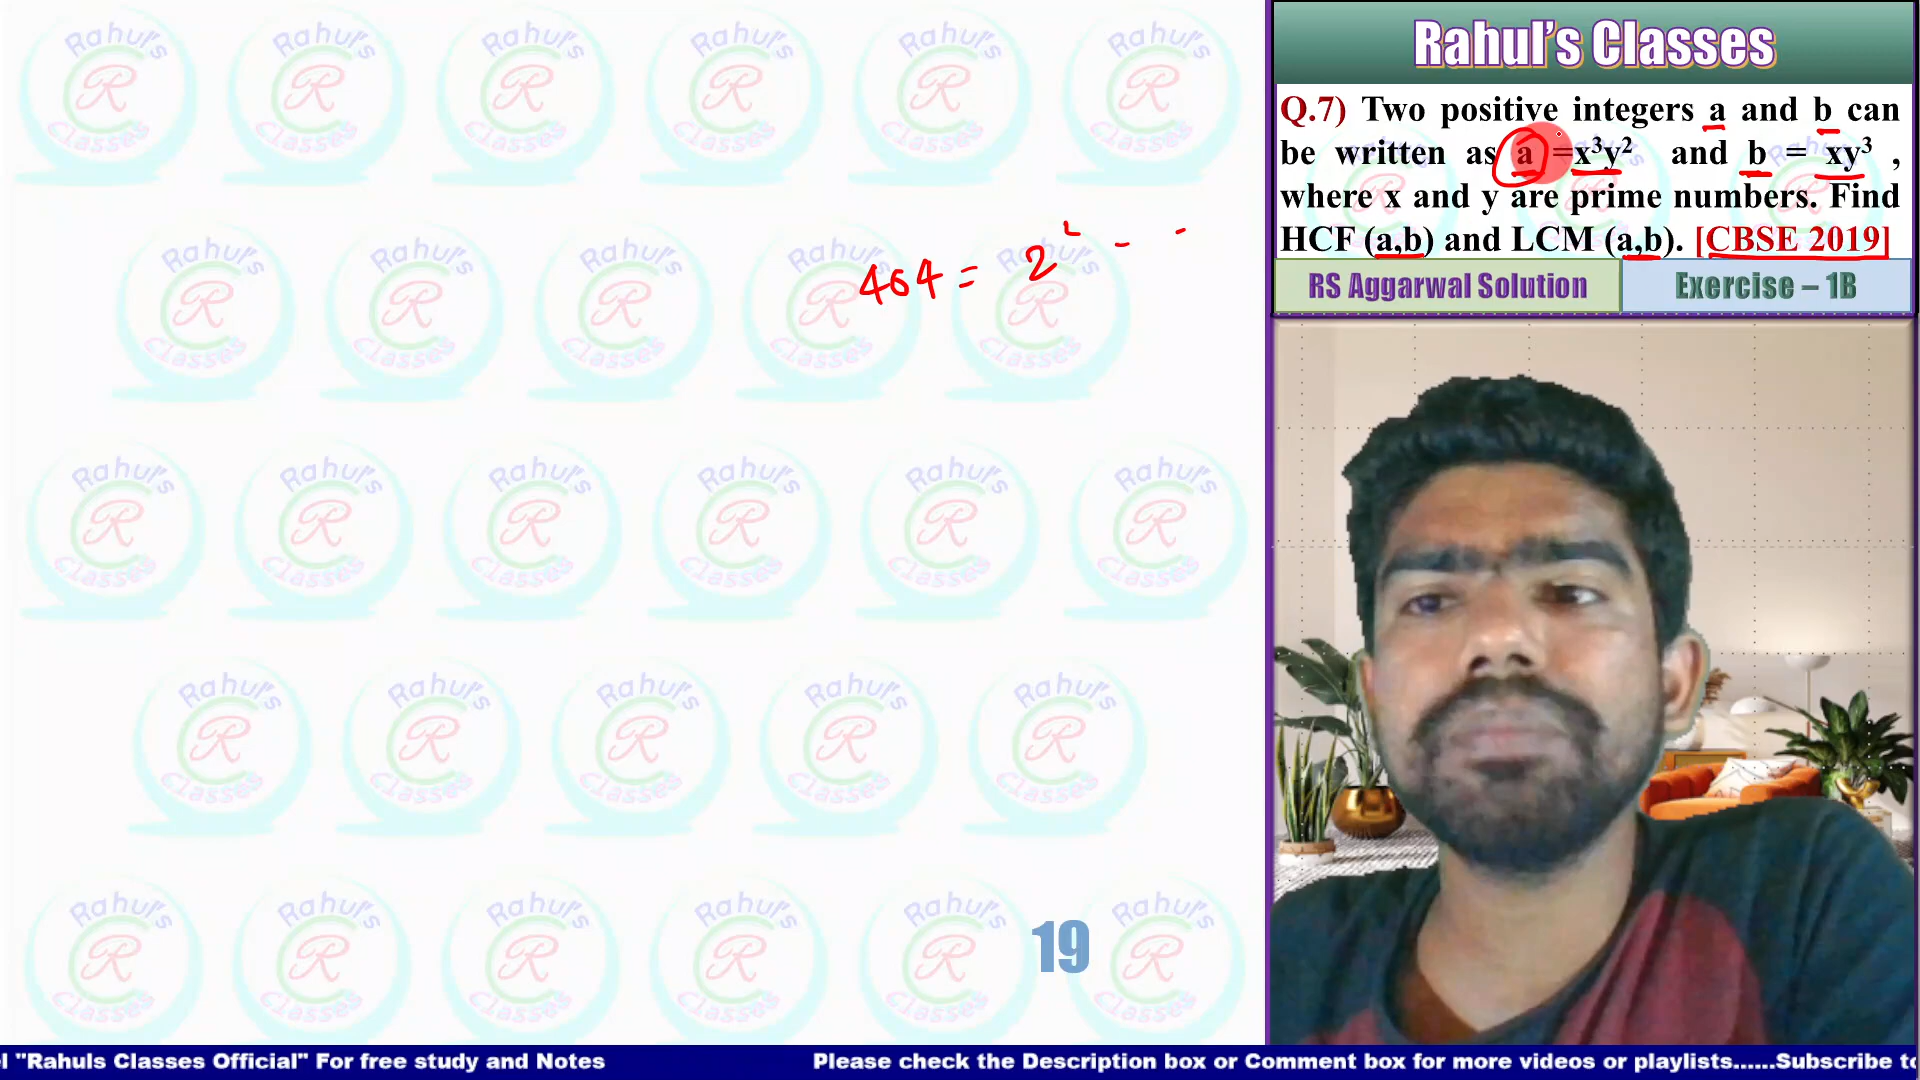 Rahul's Classes
Q.7) Two positive integers a and b can
be written as a =x³y² and b = xy³ ,
where x and y are prime numbers. Find
HCF (a,b) and LCM (a,b). [CBSE 2019]
RS Aggarwal Solution
Exercise – 1B
404 = 2² - -
19
l "Rahuls Classes Official" For free study and Notes
Please check the Description box or Comment box for more videos or playlists......Subscribe to